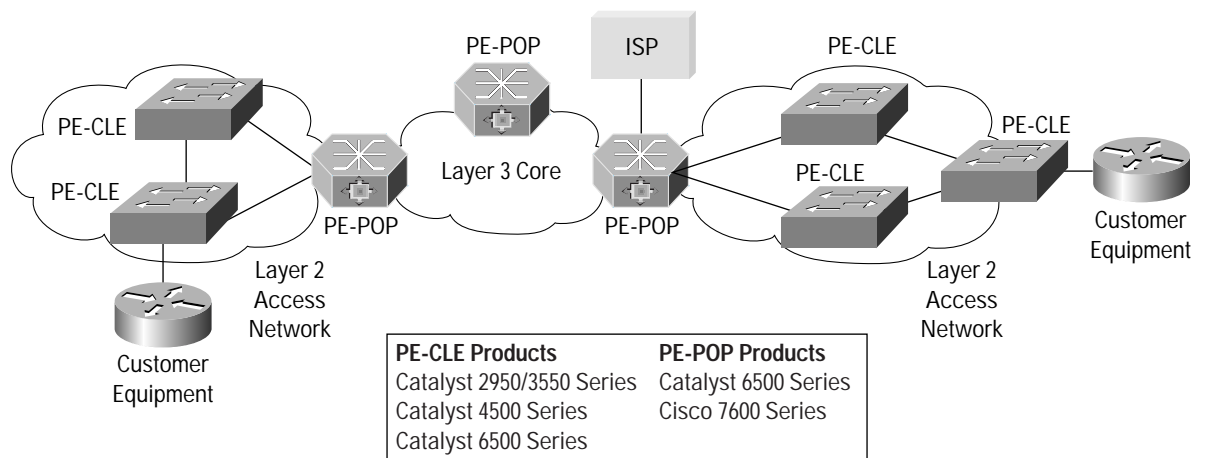 PE-POP
ISP
PE-CLE
PE-CLE
PE-CLE
PE-CLE
PE-CLE
Layer 3 Core
PE-POP
PE-POP
Customer
Equipment
Layer 2
Access
Network
Layer 2
Access
Network
Customer
Equipment
PE-CLE Products
Catalyst 2950/3550 Series
Catalyst 4500 Series
Catalyst 6500 Series
PE-POP Products
Catalyst 6500 Series
Cisco 7600 Series